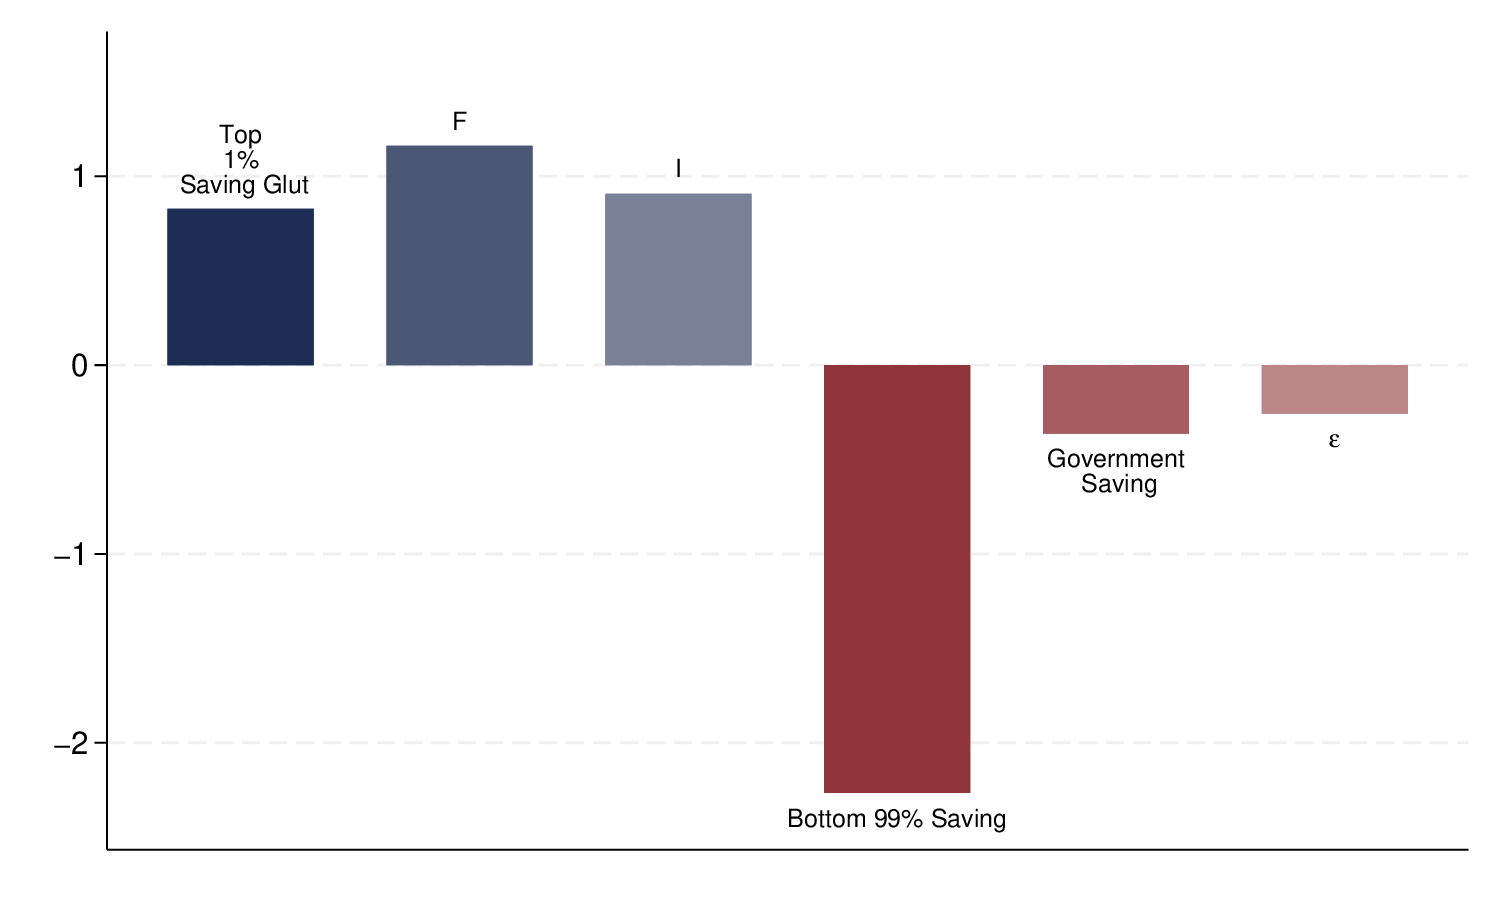 Top
1%
Saving Glut
F
I
1
0
Government
Saving
ε
−1
−2
Bottom 99% Saving